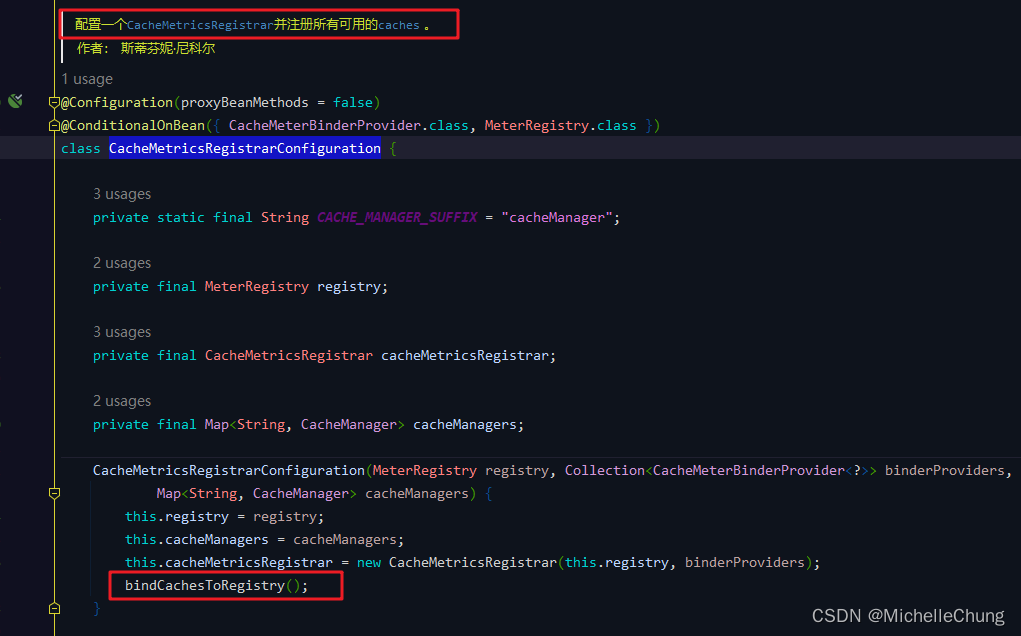 配置一个CacheMetricsRegistrar并注册所有可用的caches 。
作者： 斯蒂芬妮·尼科尔
1 usage
@Configuration(proxyBeanMethods = false)
@ConditionalOnBean({ CacheMeterBinderProvider.class, MeterRegistry.class })
class CacheMetricsRegistrarConfiguration {
3 usages
private static final String CACHE_MANAGER_SUFFIX = "cacheManager";
2 usages
private final MeterRegistry registry;
3 usages
private final CacheMetricsRegistrar cacheMetricsRegistrar;
2 usages
private final Map<String, CacheManager> cacheManagers;
CacheMetricsRegistrarConfiguration(MeterRegistry registry, Collection<CacheMeterBinderProvider<?>> binderProviders,
Map<String, CacheManager> cacheManagers) {
this.registry = registry;
this.cacheManagers = cacheManagers;
this.cacheMetricsRegistrar = new CacheMetricsRegistrar(this.registry, binderProviders);
bindCachesToRegistry();
}
CSDN @MichelleChung